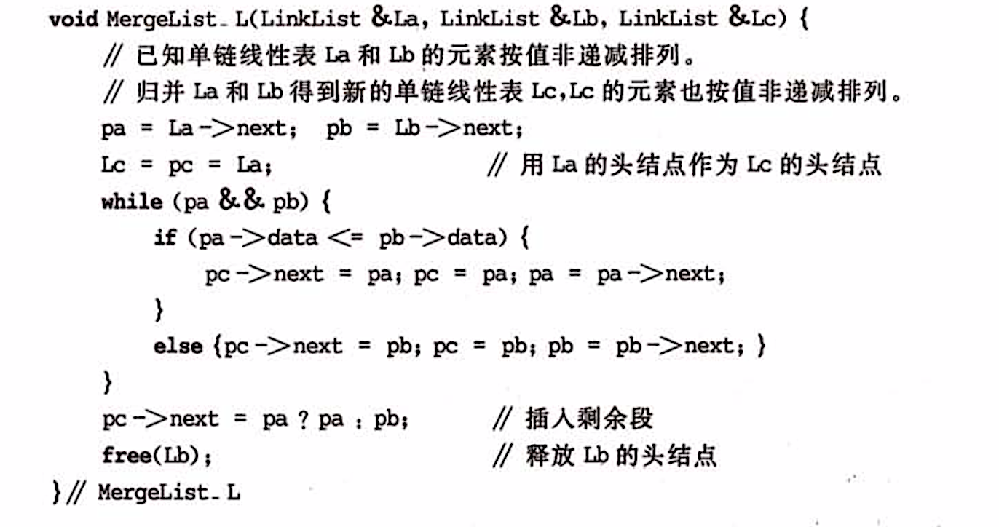 void MergeList_L(LinkList &La, LinkList &Lb, LinkList &Lc) {
// 已知单链线性表 La 和 Lb 的元素按值非递减排列。
// 归并 La 和 Lb 得到新的单链线性表 Lc,Lc 的元素也按值非递减排列。
pa = La->next; pb = Lb->next;
Lc = pc = La; // 用 La 的头结点作为 Lc 的头结点
while (pa && pb) {
if (pa->data <= pb->data) {
pc->next = pa; pc = pa; pa = pa->next;
}
else {pc->next = pb; pc = pb; pb = pb->next; }
}
pc->next = pa ? pa : pb; // 插入剩余段
free(Lb); // 释放 Lb 的头结点
}// MergeList_L